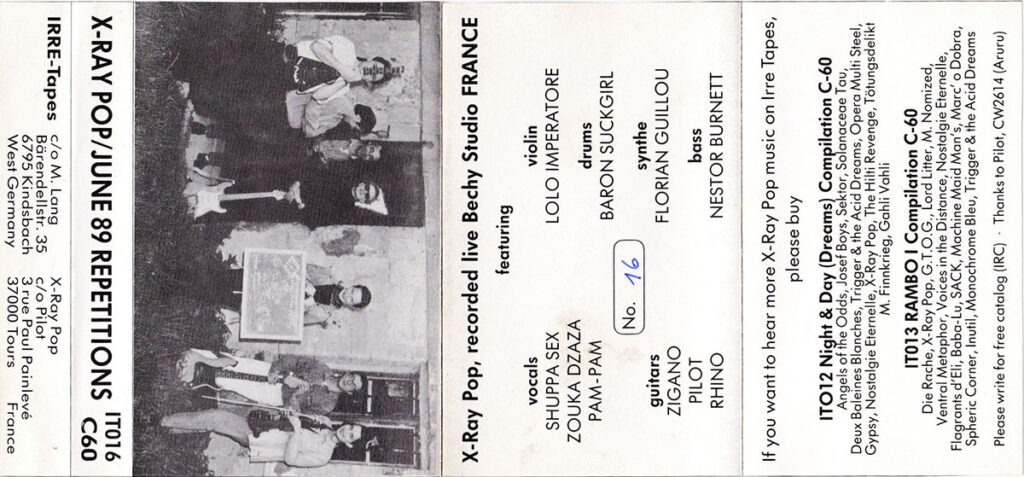 IRRE-Tapes
c/o M. Lang
Bärendellstr. 35
6795 Kindsbach
West Germany
X-Ray Pop
c/o Pilot
3 rue Paul Painlevé
37000 Tours
France
X-RAY POP/JUNE 89 REPETITIONS
IT016
C60
X-Ray Pop, recorded live Bechy Studio FRANCE
featuring
vocals
SHUPPA SEX
ZOUKA DZAZA
PAM-PAM
violin
LOLO IMPERATORE
drums
BARON SUCKGIRL
guitars
ZIGANO
PILOT
RHINO
synthe
FLORIAN GUILLOU
bass
NESTOR BURNETT
No. 16
If you want to hear more X-Ray Pop music on Irre Tapes,
please buy
ITO12 Night & Day (Dreams) Compilation C-60
Angels of the Odds, Josef Boys, Sektor, Solanaceae Tau,
Deux Baleines Blanches, Trigger & the Acid Dreams, Opera Multi Steel,
Gypsy, Nostalgie Eternelle, X-Ray Pop, The Hilti Revenge, Tötungsdelikt
M. Finnkrieg, Gahli Vahli
IT013 RAMBO I Compilation C-60
Die Rache, X-Ray Pop, G.T.O.G., Lord Litter, M. Nomized,
Ventral Metaphor, Voices in the Distance, Nostalgie Eternelle,
Flagrants d'Eli, Baba-Lu, SACK, Machine Maid Man's, Marc' o Dobra,
Spheric Corner, Inutil, Monochrome Bleu, Trigger & the Acid Dreams
Please write for free catalog (IRC) · Thanks to Pilot, CW2614 (Aruru)